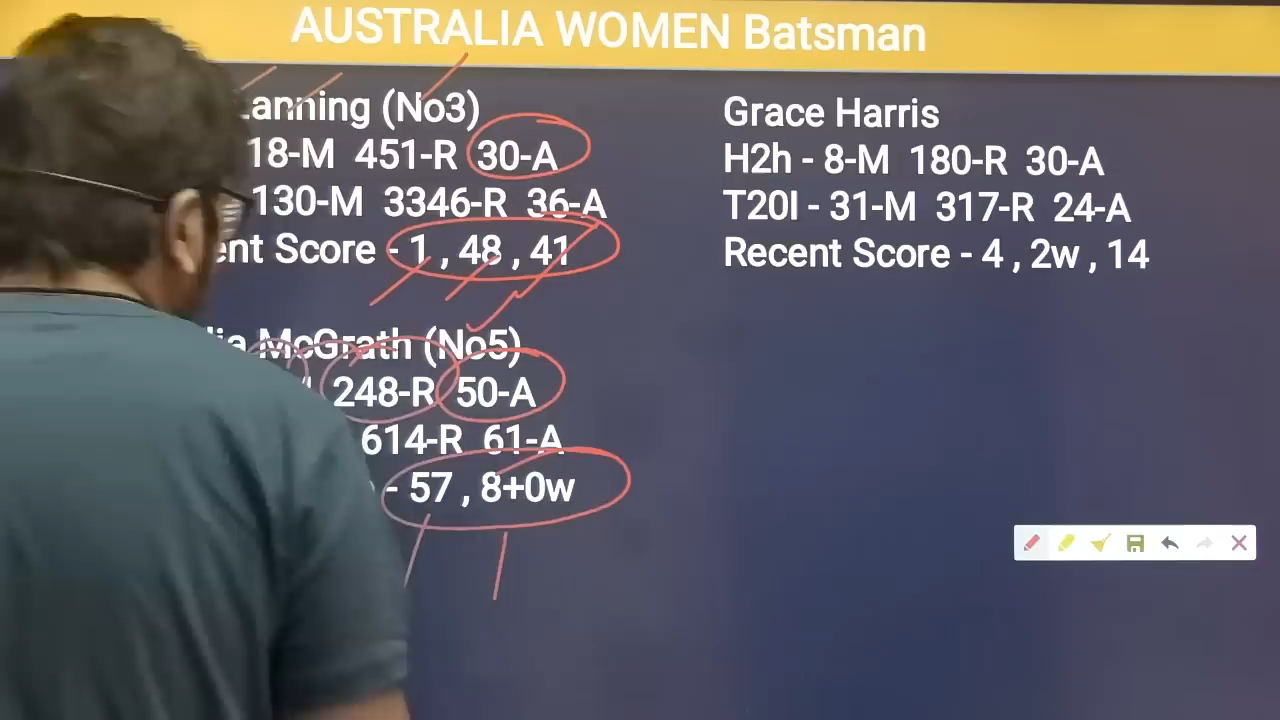 AUSTRALIA WOMEN Batsman
Lanning (No3)
18-M 451-R 30-A
130-M 3346-R 36-A
ent Score - 1 , 48 , 41
lia McGrath (No5)
248-R 50-A
614-R 61-A
- 57 , 8+0w
Grace Harris
H2h - 8-M 180-R 30-A
T20I - 31-M 317-R 24-A
Recent Score - 4 , 2w , 14